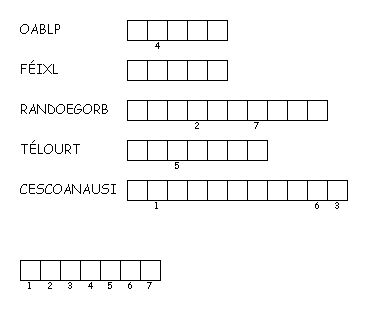 OABLP
4
FÉIXL
RANDOEGORB
2 7
TÉLOURT
5
CESCOANAUSI
1 6 3
1 2 3 4 5 6 7